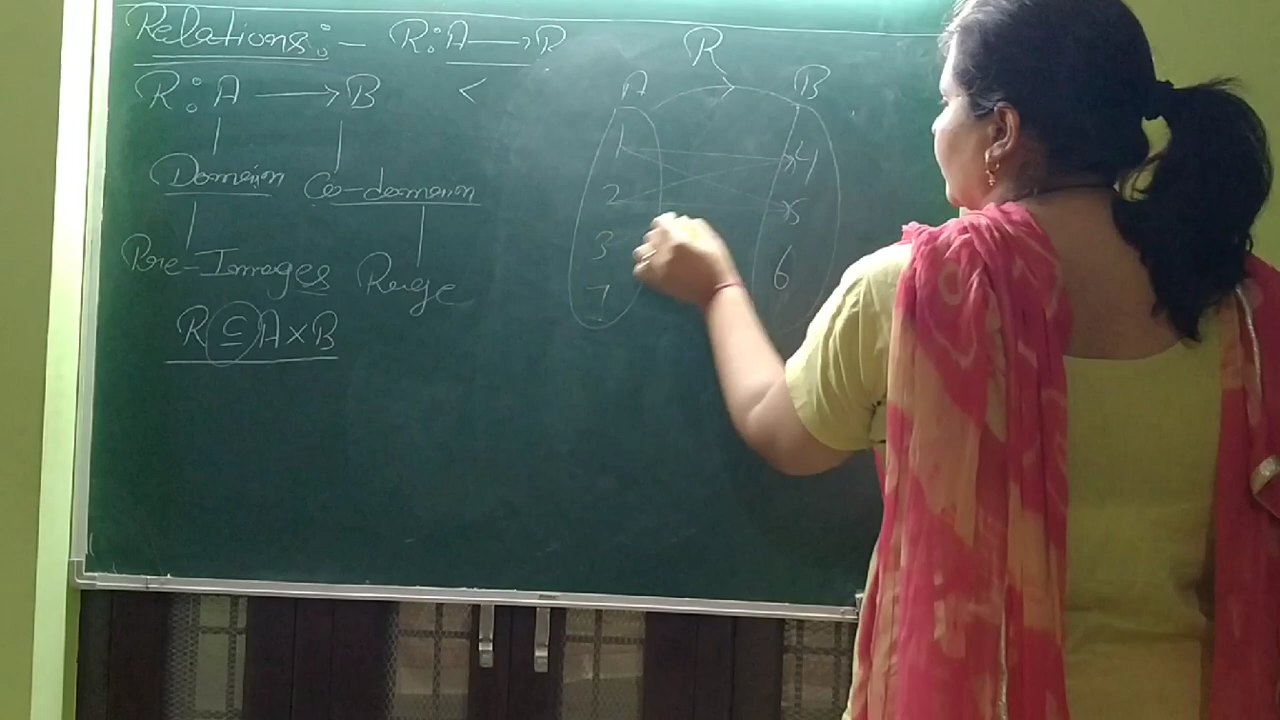 Relations:- R:A→R
R:A→B <
Domain Co-domain
Pre-Images Range
R⊆A×B
R
A B
1 4
2 5
3 6
7